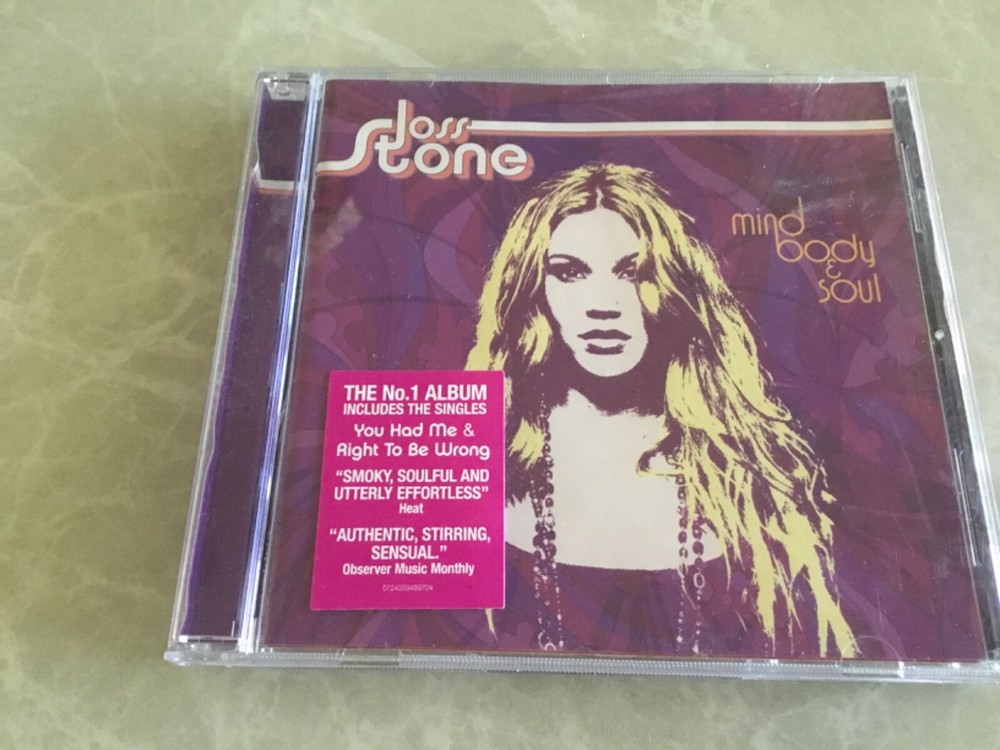 Joss
Stone
mind
body
&
soul
THE No.1 ALBUM
INCLUDES THE SINGLES
You Had Me &
Right To Be Wrong
“SMOKY, SOULFUL AND
UTTERLY EFFORTLESS”
Heat
“AUTHENTIC, STIRRING,
SENSUAL.”
Observer Music Monthly
0724359489704